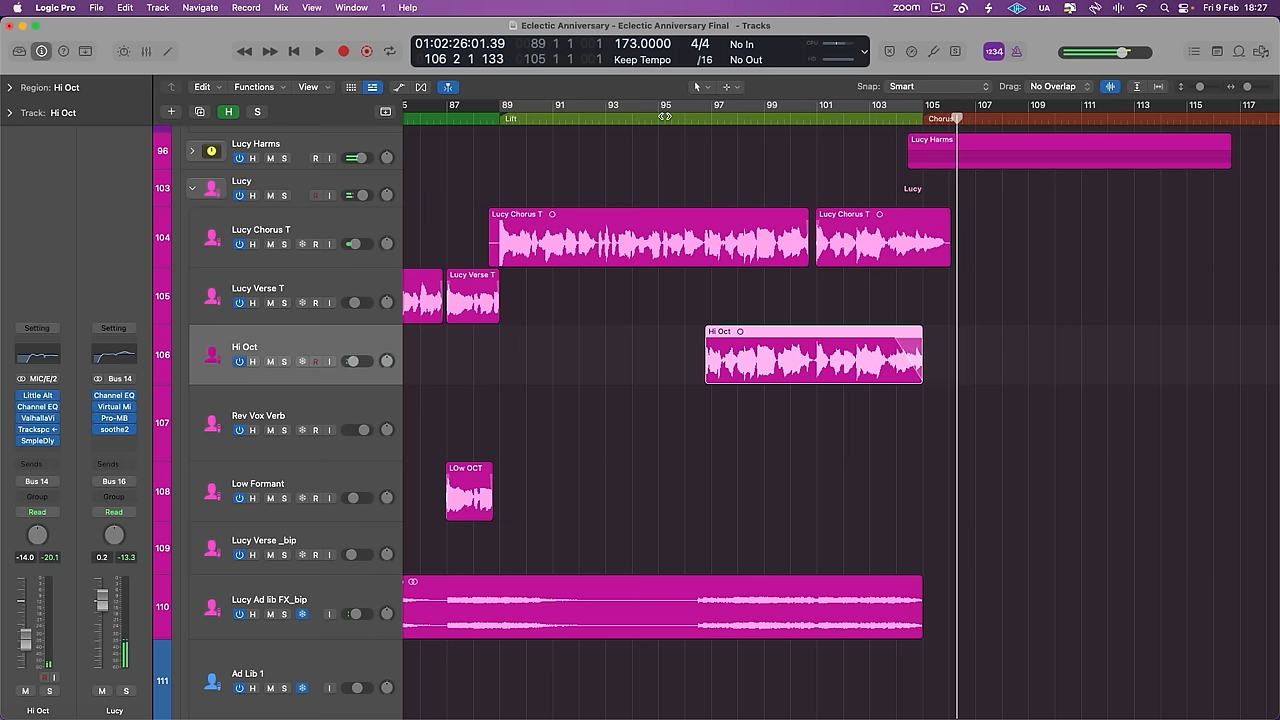 Logic Pro File Edit Track Navigate Record Mix View Window 1 Help zoom UA Fri 9 Feb 18:27
Eclectic Anniversary - Eclectic Anniversary Final - Tracks
01:02:26:01.39 89 1 1 1 173.0000 4/4 No In CPU
106 2 1 133 105 1 1 1 Keep Tempo /16 No Out HD
1234
Region: Hi Oct
Track: Hi Oct
Edit Functions View Snap: Smart Drag: No Overlap
H S
87 89 91 93 95 97 99 101 103 105 107 109 111 113 115 117
Lift Chorus
96 Lucy Harms
H M S R I
Lucy Harms
103 Lucy
H M S R I
Lucy
104 Lucy Chorus T
H M S R I
Lucy Chorus T
Lucy Chorus T
105 Lucy Verse T
H M S R I
Lucy Verse T
106 Hi Oct
H M S R I
Hi Oct
107 Rev Vox Verb
H M S R I
108 Low Formant
H M S R I
LOw OCT
109 Lucy Verse _bip
H M S R I
110 Lucy Ad lib FX_bip
H M S I
111 Ad Lib 1
H M S I
Setting Setting
MIC/E/2 Bus 14
Little Alt Channel EQ
Channel EQ Virtual Mi
ValhallaVi Pro-MB
Trackspc soothe2
SmpleDly
Sends Sends
Bus 14 Bus 16
Group Group
Read Read
-14.0 -20.1 0.2 -13.3
R I
M S M S
Hi Oct Lucy